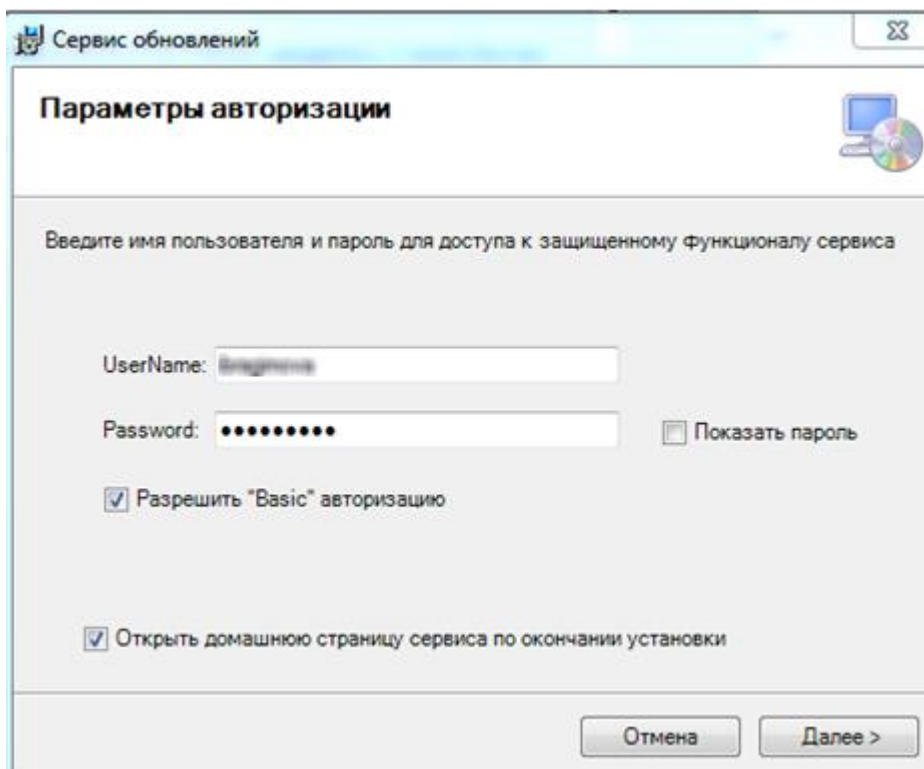 Сервис обновлений
Параметры авторизации
Введите имя пользователя и пароль для доступа к защищенному функционалу сервиса
UserName:
Password: ●●●●●●●●●
Показать пароль
Разрешить "Basic" авторизацию
Открыть домашнюю страницу сервиса по окончании установки
Отмена
Далее >